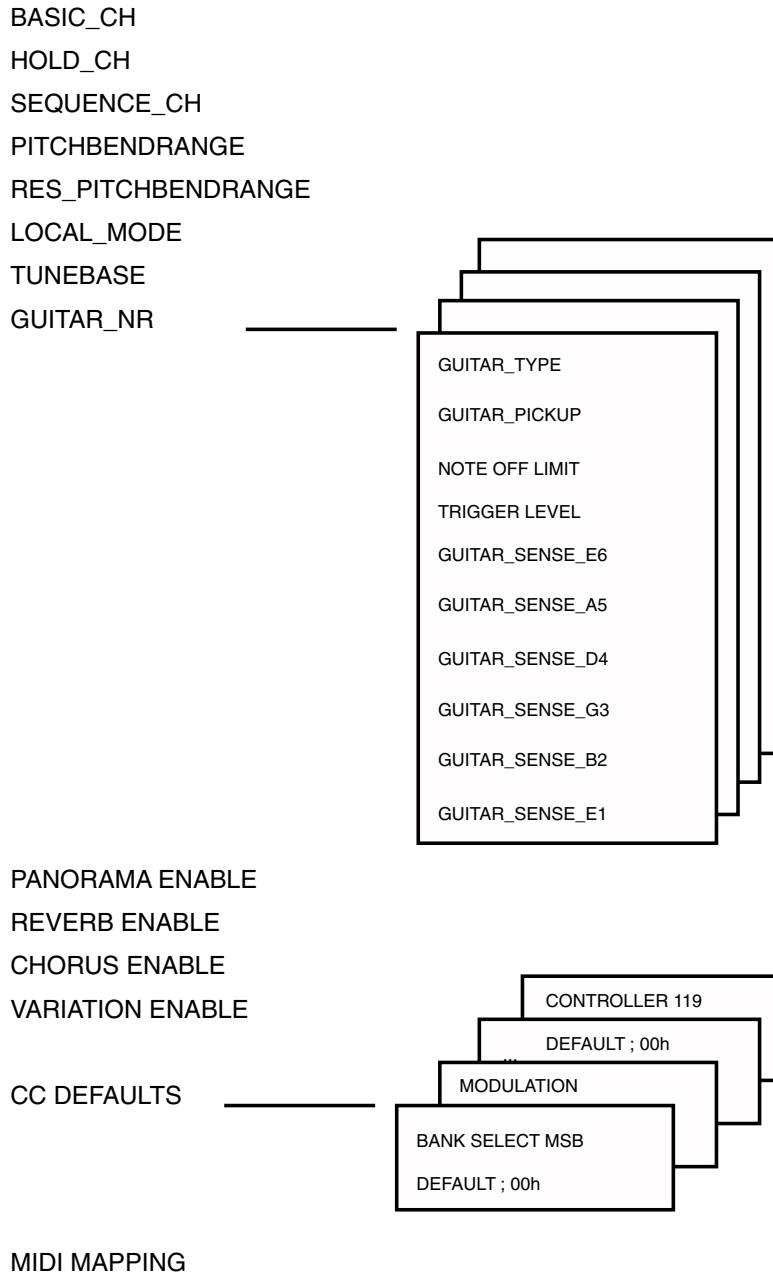 BASIC_CH
HOLD_CH
SEQUENCE_CH
PITCHBENDRANGE
RES_PITCHBENDRANGE
LOCAL_MODE
TUNEBASE
GUITAR_NR
GUITAR_TYPE
GUITAR_PICKUP
NOTE OFF LIMIT
TRIGGER LEVEL
GUITAR_SENSE_E6
GUITAR_SENSE_A5
GUITAR_SENSE_D4
GUITAR_SENSE_G3
GUITAR_SENSE_B2
GUITAR_SENSE_E1
PANORAMA ENABLE
REVERB ENABLE
CHORUS ENABLE
VARIATION ENABLE
CONTROLLER 119
DEFAULT ; 00h
...
CC DEFAULTS
MODULATION
BANK SELECT MSB
DEFAULT ; 00h
MIDI MAPPING